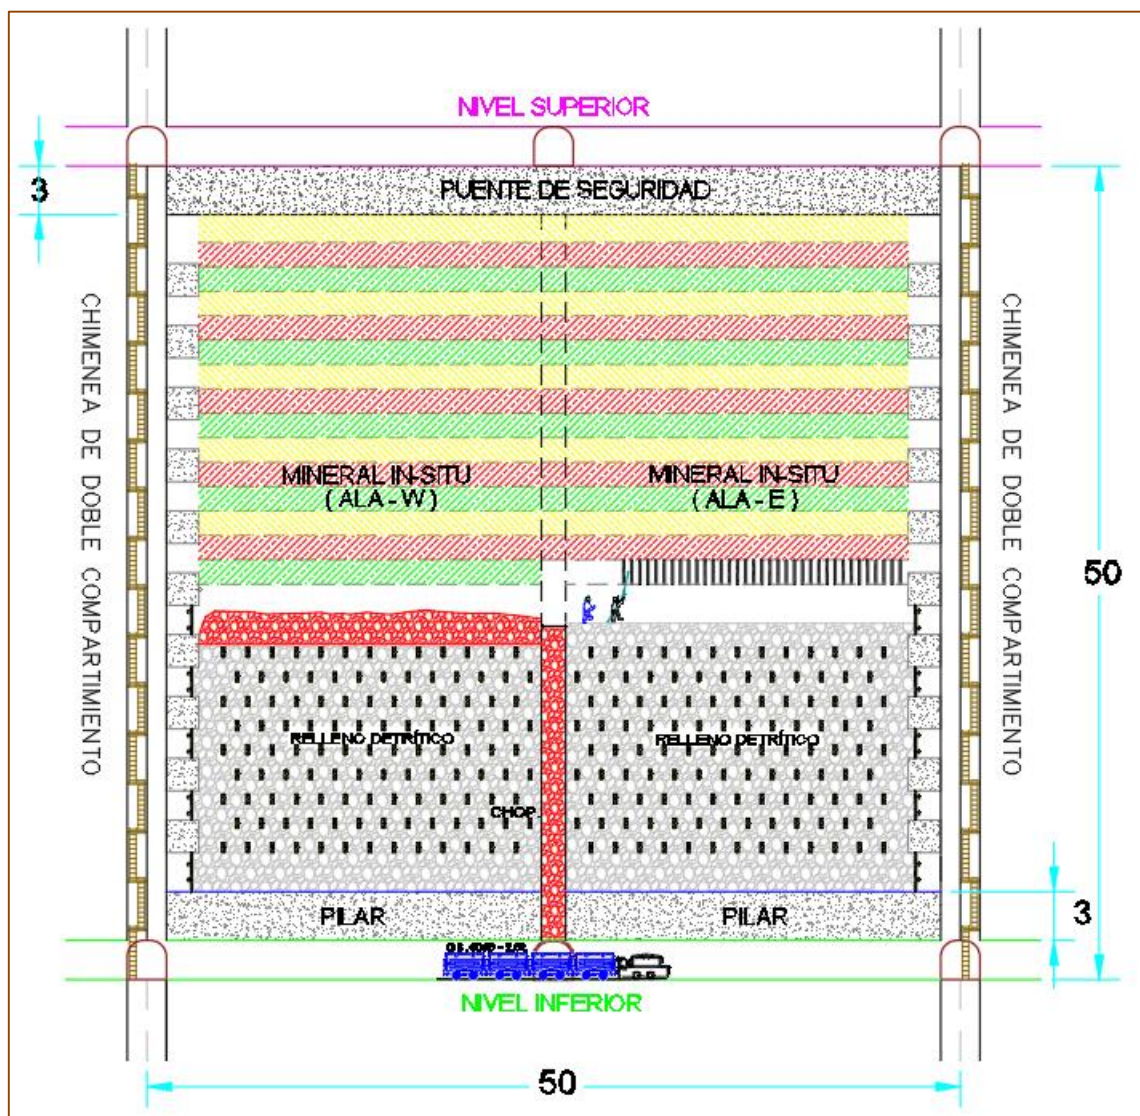 NIVEL SUPERIOR
3
PUENTE DE SEGURIDAD
CHIMENEA DE DOBLE COMPARTIMIENTO
CHIMENEA DE DOBLE COMPARTIMIENTO
MINERAL IN-SITU
( ALA - W )
MINERAL IN-SITU
( ALA - E )
50
RELLENO DETRÍTICO
RELLENO DETRÍTICO
PILAR
PILAR
3
NIVEL INFERIOR
50